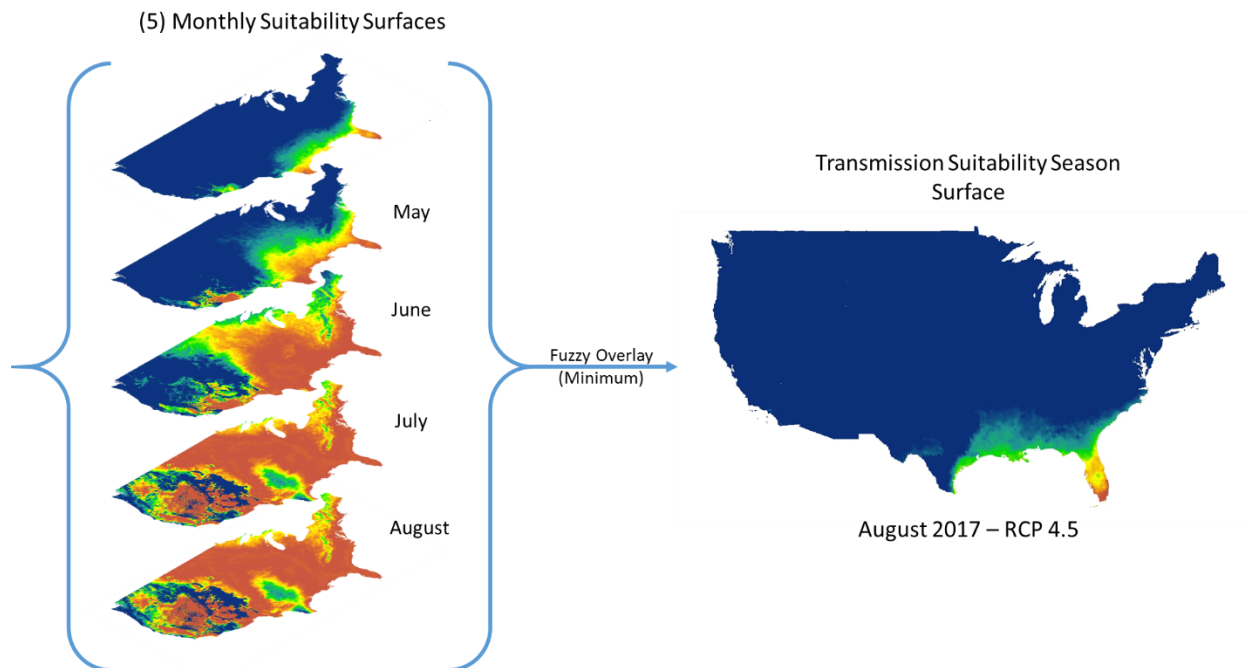 (5) Monthly Suitability Surfaces
May
June
July
August
Fuzzy Overlay
(Minimum)
Transmission Suitability Season
Surface
August 2017 – RCP 4.5